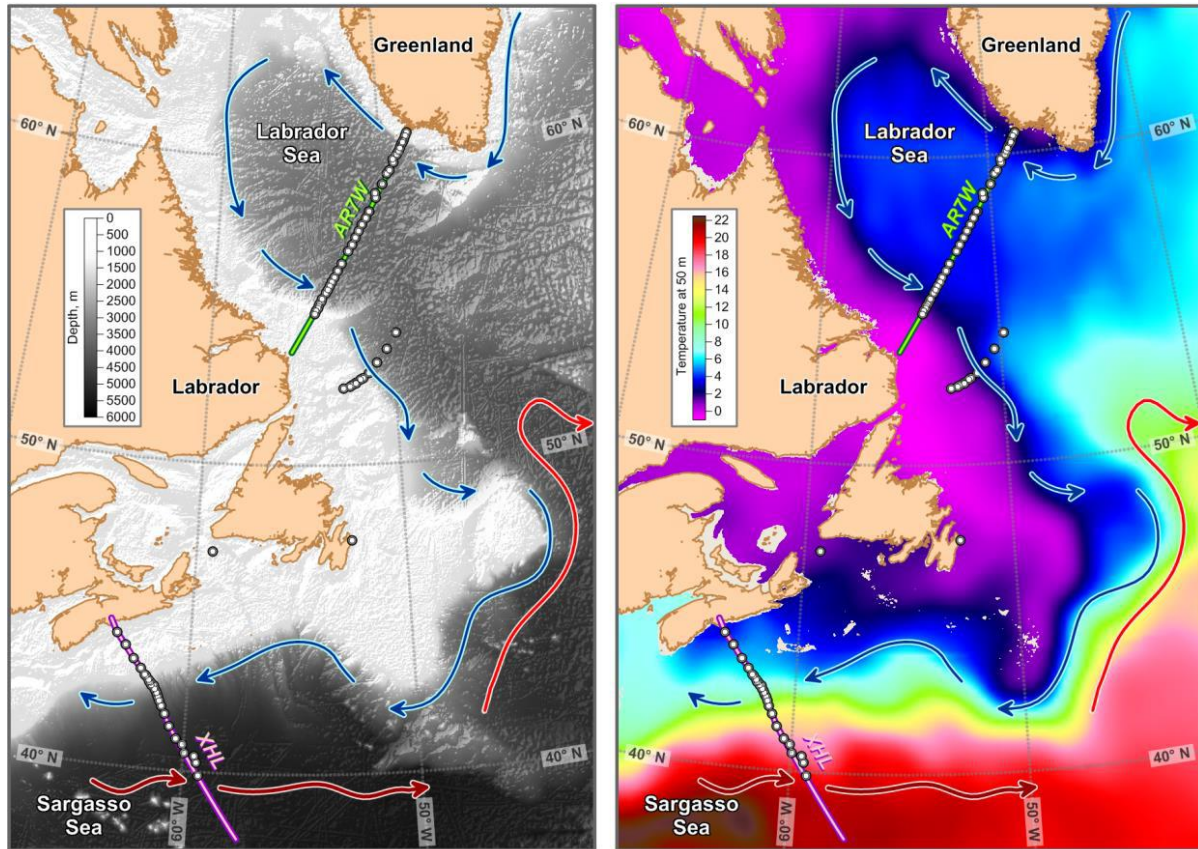 Greenland
Labrador
Sea
60° N
60° N
AR7W
0
500
1000
1500
2000
2500
3000
3500
4000
4500
5000
5500
6000
Depth, m
Labrador
50° N
50° N
XHL
40° N
40° N
Sargasso
Sea
60° W
50° W
Greenland
Labrador
Sea
60° N
60° N
AR7W
22
20
18
16
14
12
10
8
6
4
2
0
Temperature at 50 m
Labrador
50° N
50° N
XHL
40° N
40° N
Sargasso
Sea
60° W
50° W